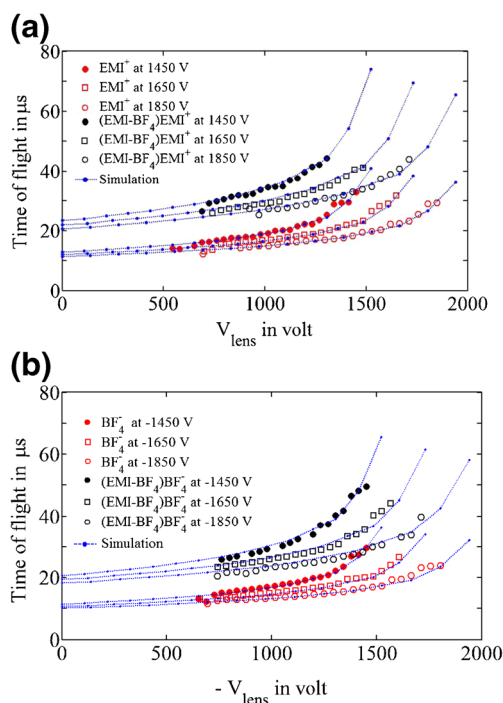 (a)
80
60
40
20
0
Time of flight in μs
EMI⁺ at 1450 V
EMI⁺ at 1650 V
EMI⁺ at 1850 V
(EMI-BF₄)EMI⁺ at 1450 V
(EMI-BF₄)EMI⁺ at 1650 V
(EMI-BF₄)EMI⁺ at 1850 V
Simulation
0 500 1000 1500 2000
V_lens in volt
(b)
80
60
40
20
0
Time of flight in μs
BF₄⁻ at -1450 V
BF₄⁻ at -1650 V
BF₄⁻ at -1850 V
(EMI-BF₄)BF₄⁻ at -1450 V
(EMI-BF₄)BF₄⁻ at -1650 V
(EMI-BF₄)BF₄⁻ at -1850 V
Simulation
0 500 1000 1500 2000
- V_lens in volt